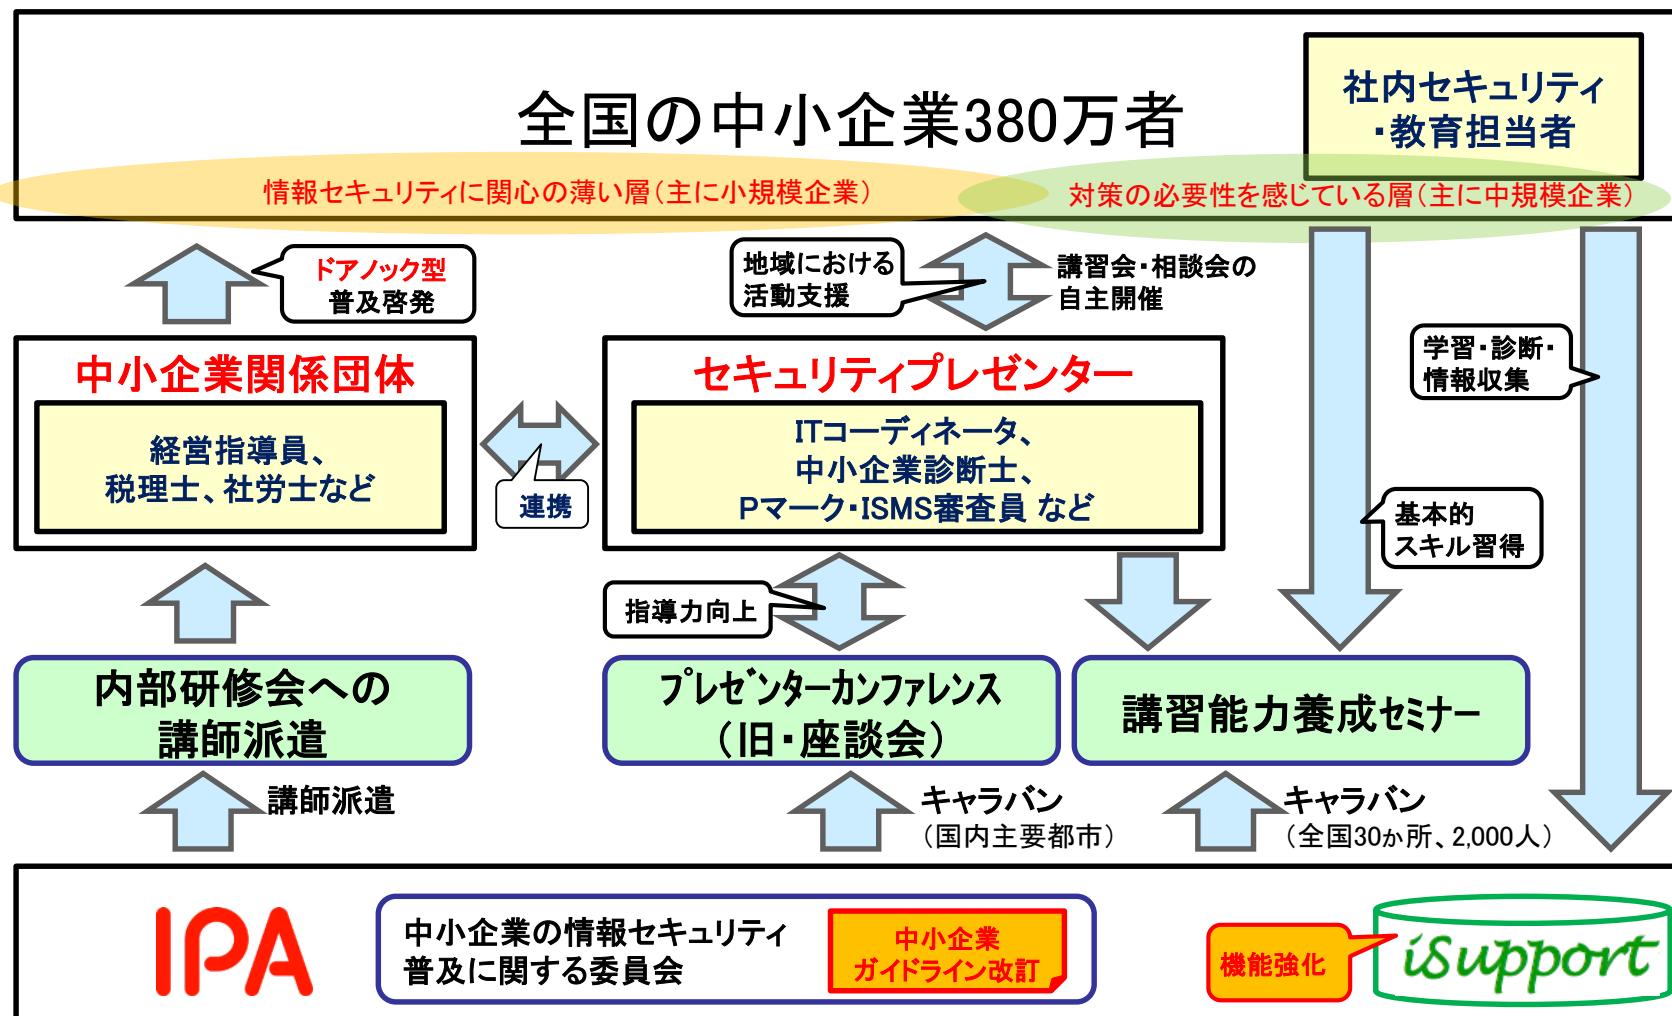 全国の中小企業380万者
社内セキュリティ
・教育担当者
情報セキュリティに関心の薄い層(主に小規模企業)
対策の必要性を感じている層(主に中規模企業)
ドアノック型
普及啓発
地域における
活動支援
講習会・相談会の
自主開催
学習・診断・
情報収集
中小企業関係団体
経営指導員、
税理士、社労士など
連携
セキュリティプレゼンター
ITコーディネータ、
中小企業診断士、
Pマーク・ISMS審査員 など
基本的
スキル習得
指導力向上
内部研修会への
講師派遣
プレゼンターカンファレンス
(旧・座談会)
講習能力養成セミナー
講師派遣
キャラバン
(国内主要都市)
キャラバン
(全国30か所、2,000人)
IPA
中小企業の情報セキュリティ
普及に関する委員会
中小企業
ガイドライン改訂
機能強化
iSupport